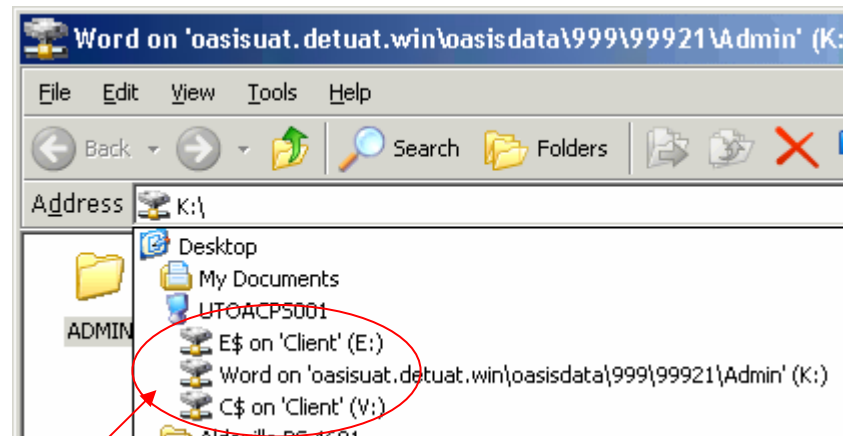 Word on 'oasisuat.detuat.win\oasisdata\999\99921\Admin' (K:
File Edit View Tools Help
Back Search Folders
Address K:\
Desktop
My Documents
ADMIN
UTOACPS001
E$ on 'Client' (E:)
Word on 'oasisuat.detuat.win\oasisdata\999\99921\Admin' (K:)
C$ on 'Client' (V:)